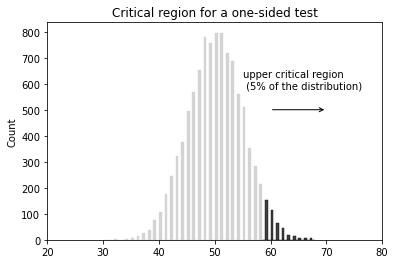 Critical region for a one-sided test
800
700
600
500
400
300
200
100
0
Count
upper critical region
(5% of the distribution)
20 30 40 50 60 70 80